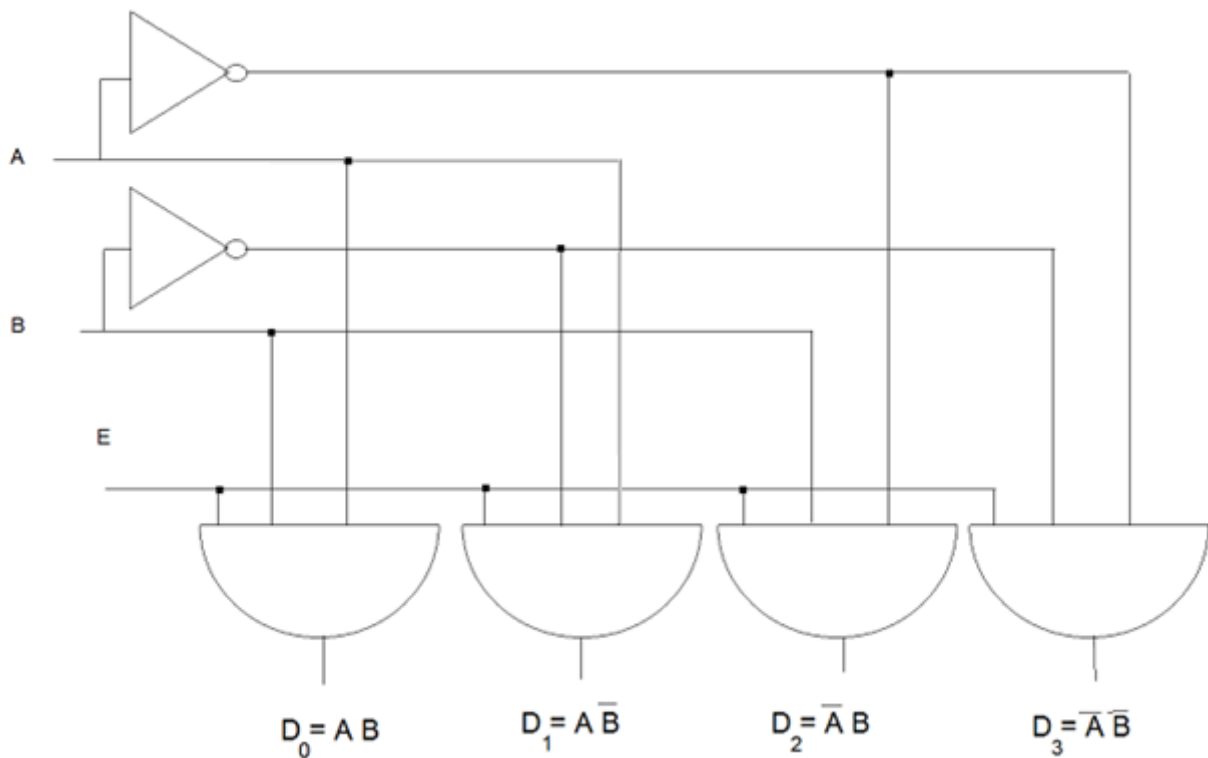 A
B
E
D₀ = A B
D₁ = A B̅
D₂ = A̅ B
D₃ = A̅ B̅